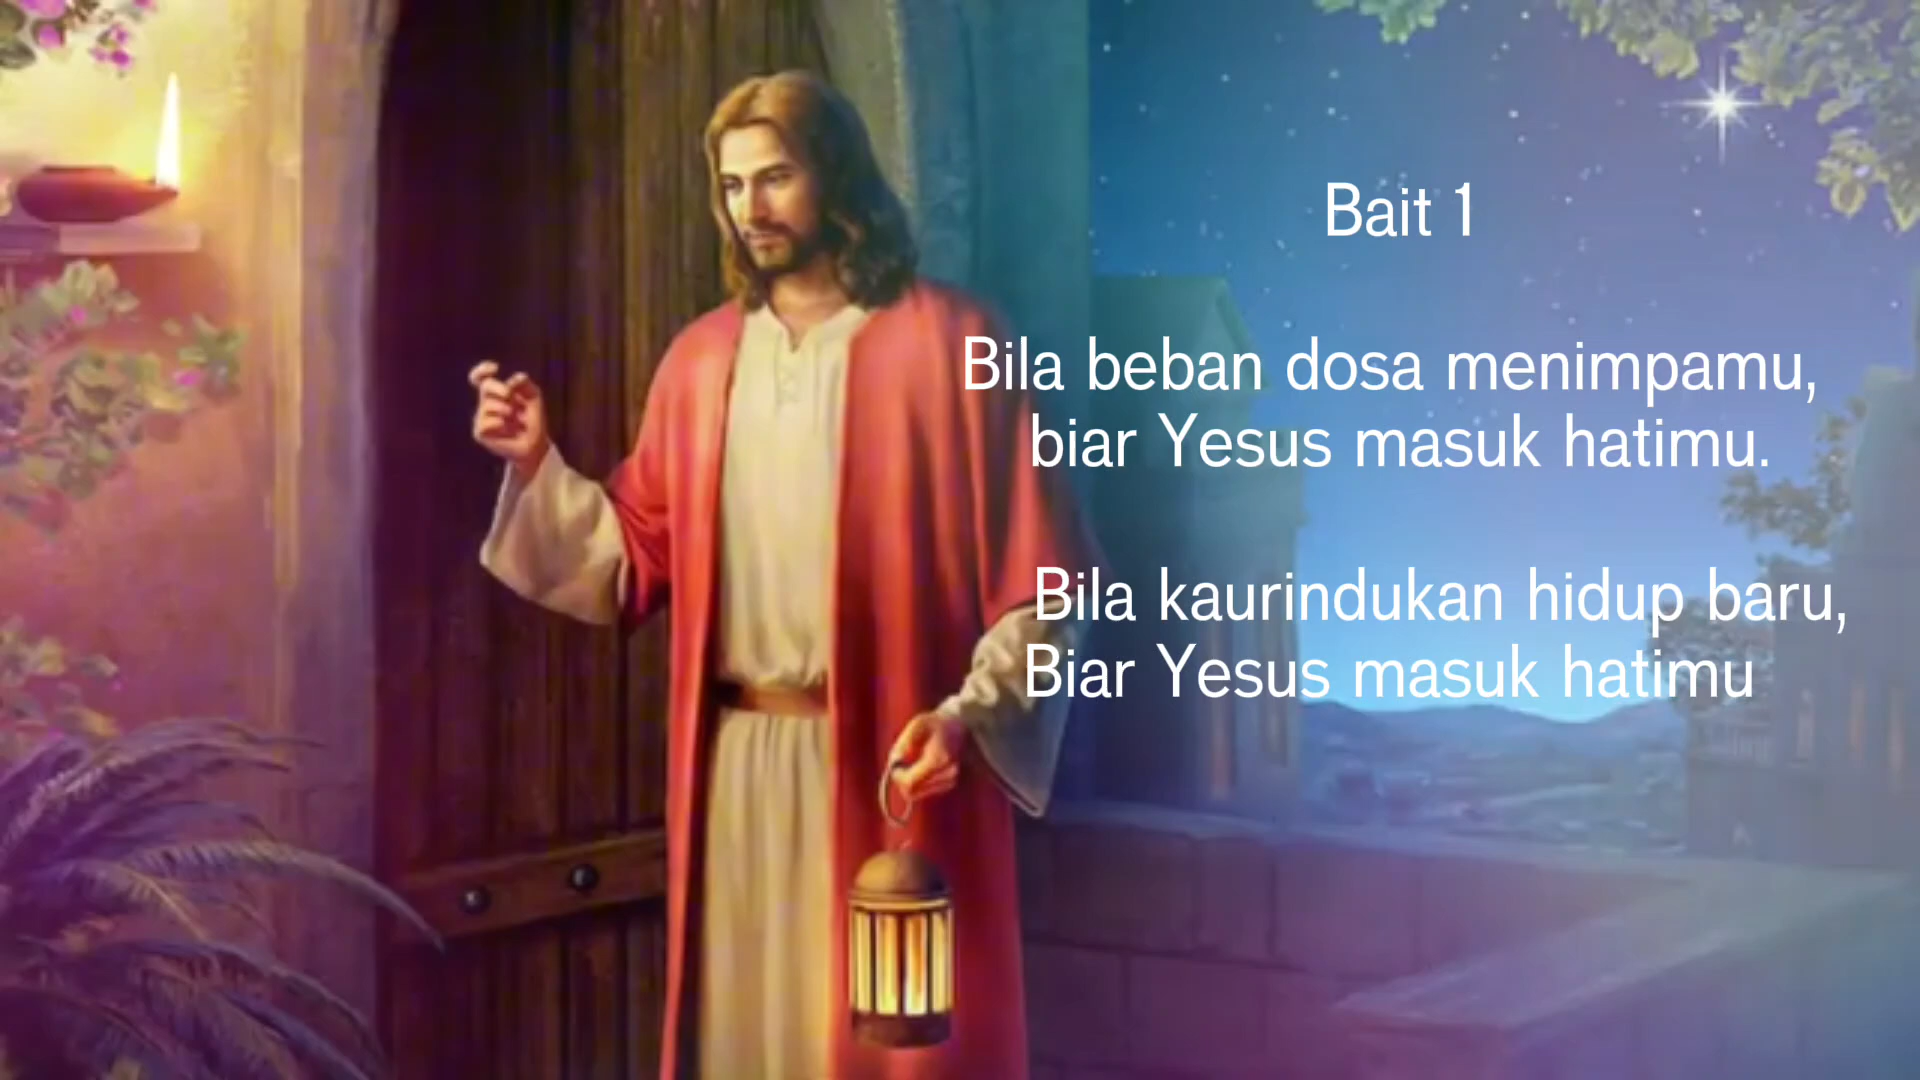 Bait 1
Bila beban dosa menimpamu,
biar Yesus masuk hatimu.
Bila kaurindukan hidup baru,
Biar Yesus masuk hatimu